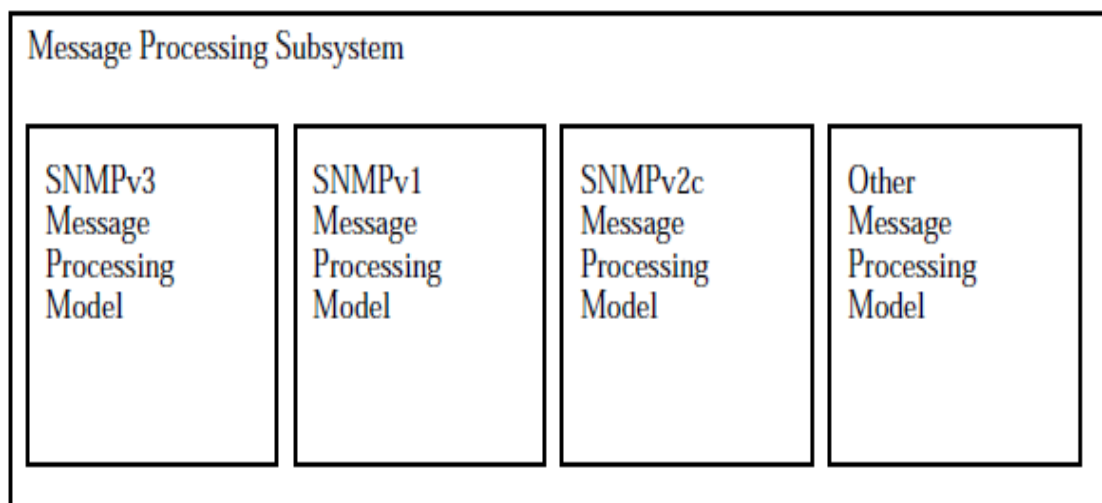 Message Processing Subsystem
SNMPv3
Message
Processing
Model
SNMPv1
Message
Processing
Model
SNMPv2c
Message
Processing
Model
Other
Message
Processing
Model